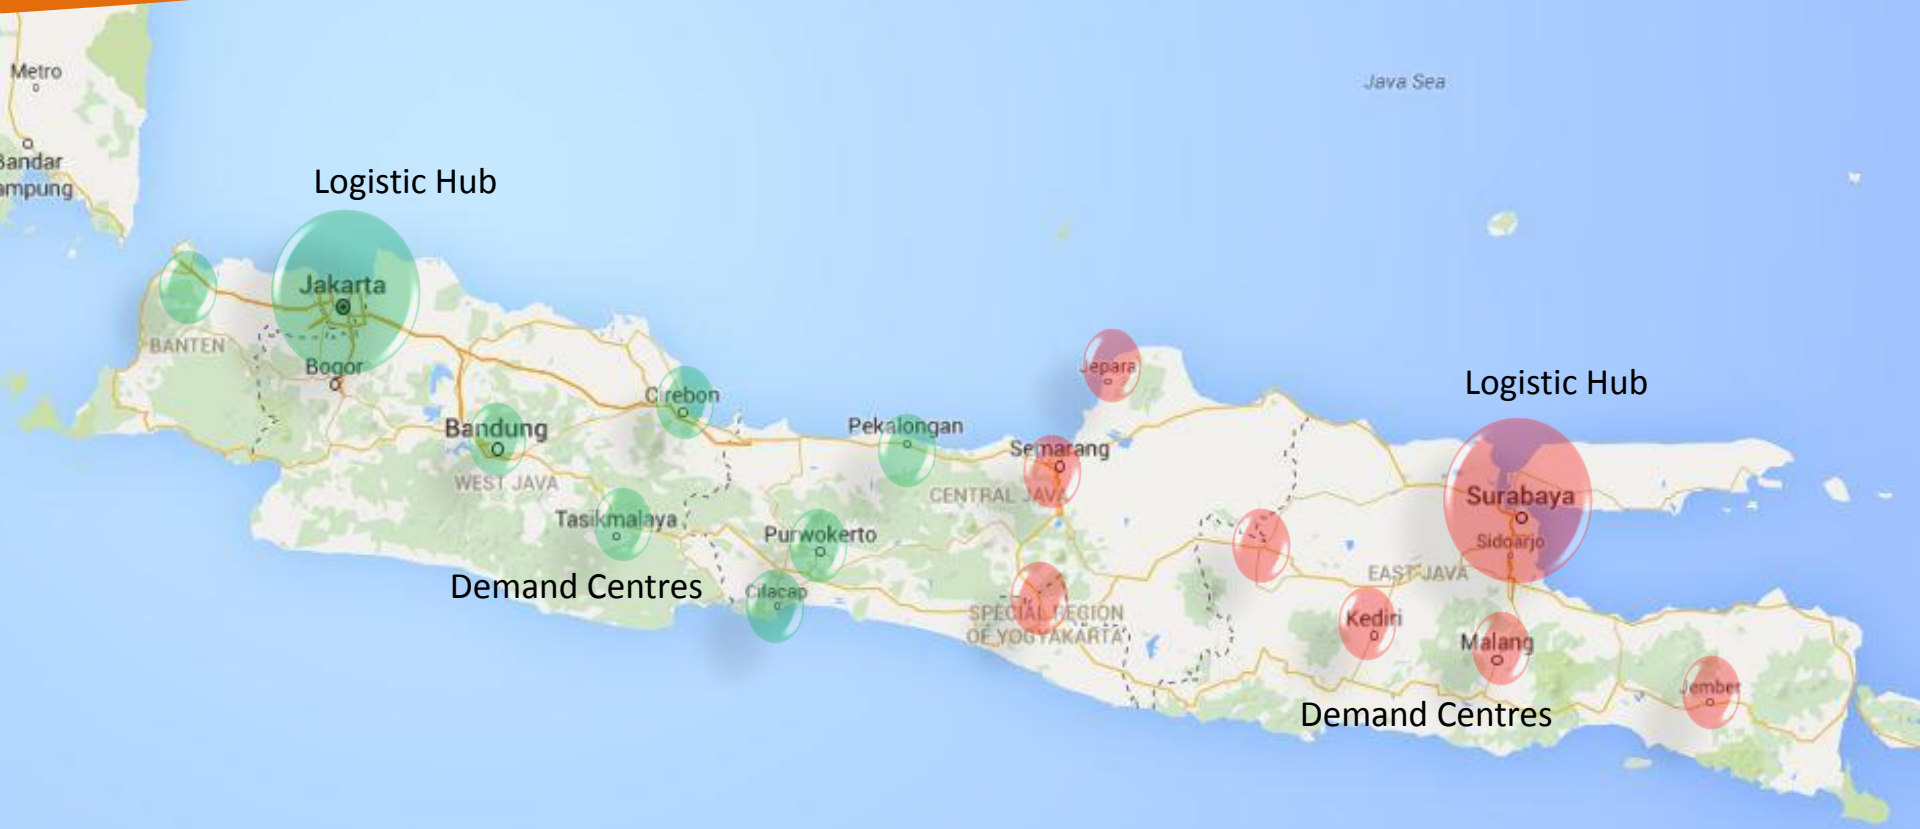 Metro
Java Sea
Bandar
ampung
Logistic Hub
Jakarta
BANTEN
Bogor
Jepara
Logistic Hub
Cirebon
Bandung
Pekalongan
Semarang
WEST JAVA
CENTRAL JAVA
Surabaya
Tasikmalaya
Purwokerto
Sidoarjo
EAST JAVA
Demand Centres
Cilacap
SPECIAL REGION
OF YOGYAKARTA
Kediri
Malang
Jember
Demand Centres